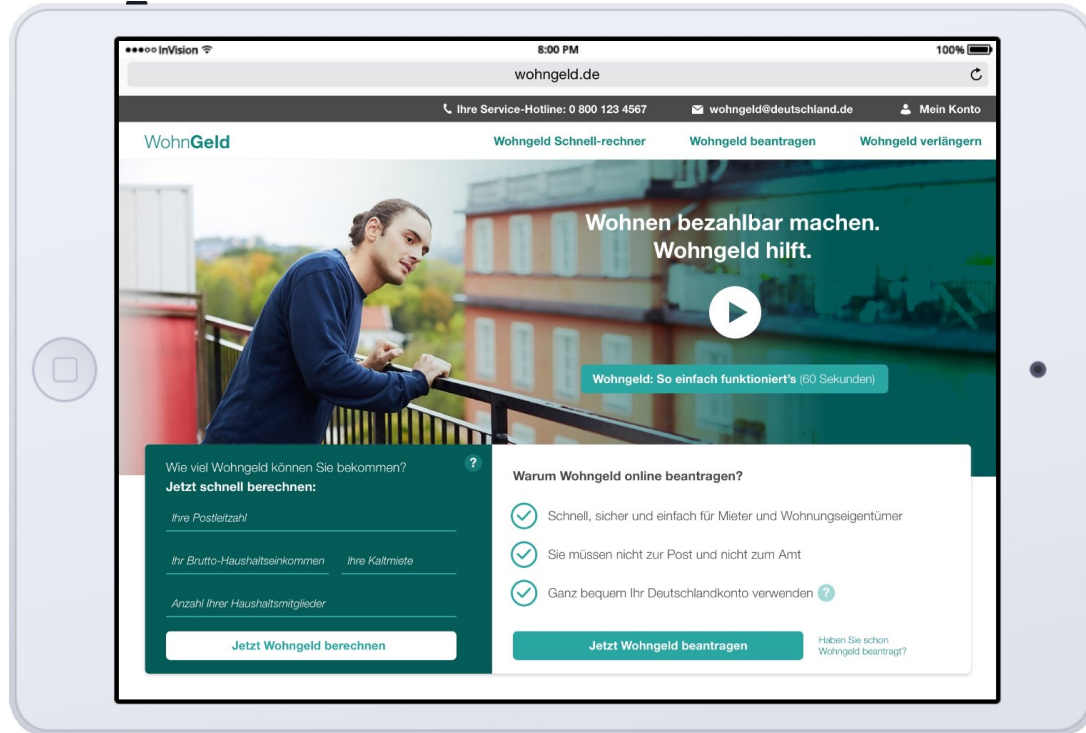 InVision 8:00 PM 100%
wohngeld.de
Ihre Service-Hotline: 0 800 123 4567 wohngeld@deutschland.de Mein Konto
WohnGeld Wohngeld Schnell-rechner Wohngeld beantragen Wohngeld verlängern
Wohnen bezahlbar machen.
Wohngeld hilft.
Wohngeld: So einfach funktioniert's (60 Sekunden)
Wie viel Wohngeld können Sie bekommen? ?
Jetzt schnell berechnen:
Ihre Postleitzahl
Ihr Brutto-Haushaltseinkommen Ihre Kaltmiete
Anzahl Ihrer Haushaltsmitglieder
Jetzt Wohngeld berechnen
Warum Wohngeld online beantragen?
Schnell, sicher und einfach für Mieter und Wohnungseigentümer
Sie müssen nicht zur Post und nicht zum Amt
Ganz bequem Ihr Deutschlandkonto verwenden ?
Jetzt Wohngeld beantragen
Haben Sie schon
Wohngeld beantragt?